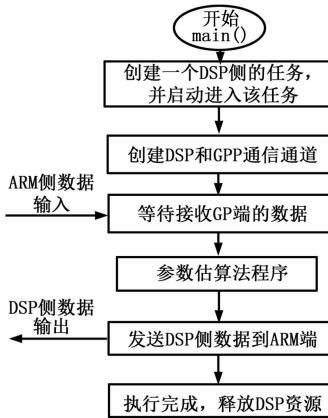 开始
main()
创建一个DSP侧的任务，
并启动进入该任务
创建DSP和GPP通信通道
ARM侧数据
输入
等待接收GP端的数据
参数估算法程序
DSP侧数据
输出
发送DSP侧数据到ARM端
执行完成，释放DSP资源